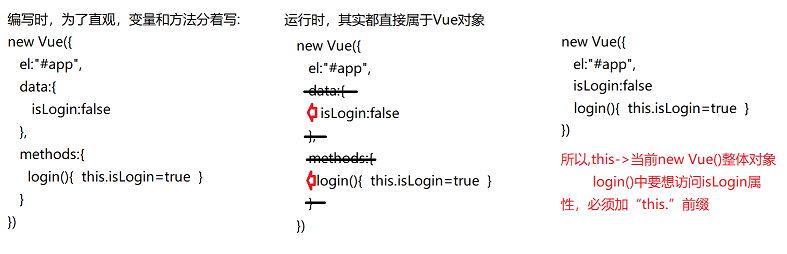 编写时，为了直观，变量和方法分着写:
new Vue({
el:"#app",
data:{
isLogin:false
},
methods:{
login(){ this.isLogin=true }
}
})
运行时，其实都直接属于Vue对象
new Vue({
el:"#app",
data:{
isLogin:false
},
methods:{
login(){ this.isLogin=true }
}
})
new Vue({
el:"#app",
isLogin:false
login(){ this.isLogin=true }
})
所以,this->当前new Vue()整体对象
login()中要想访问isLogin属
性，必须加“this.”前缀